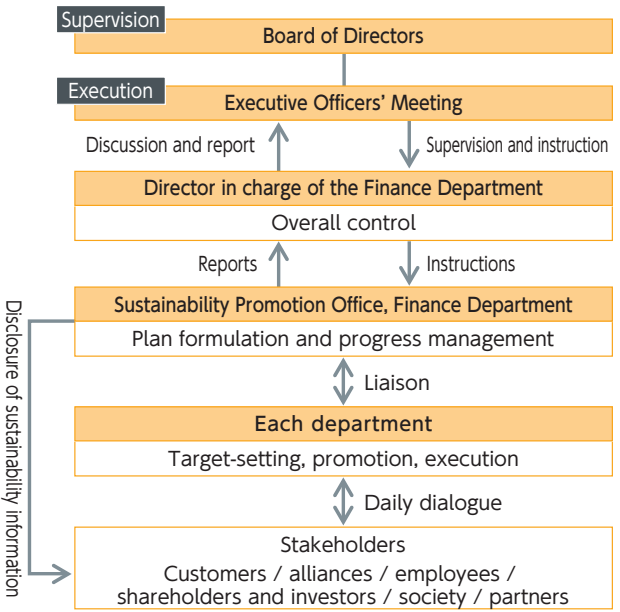 Supervision
Board of Directors
Execution
Executive Officers’ Meeting
Discussion and report
Supervision and instruction
Director in charge of the Finance Department
Overall control
Reports
Instructions
Sustainability Promotion Office, Finance Department
Plan formulation and progress management
Disclosure of sustainability information
Liaison
Each department
Target-setting, promotion, execution
Daily dialogue
Stakeholders
Customers / alliances / employees /
shareholders and investors / society / partners